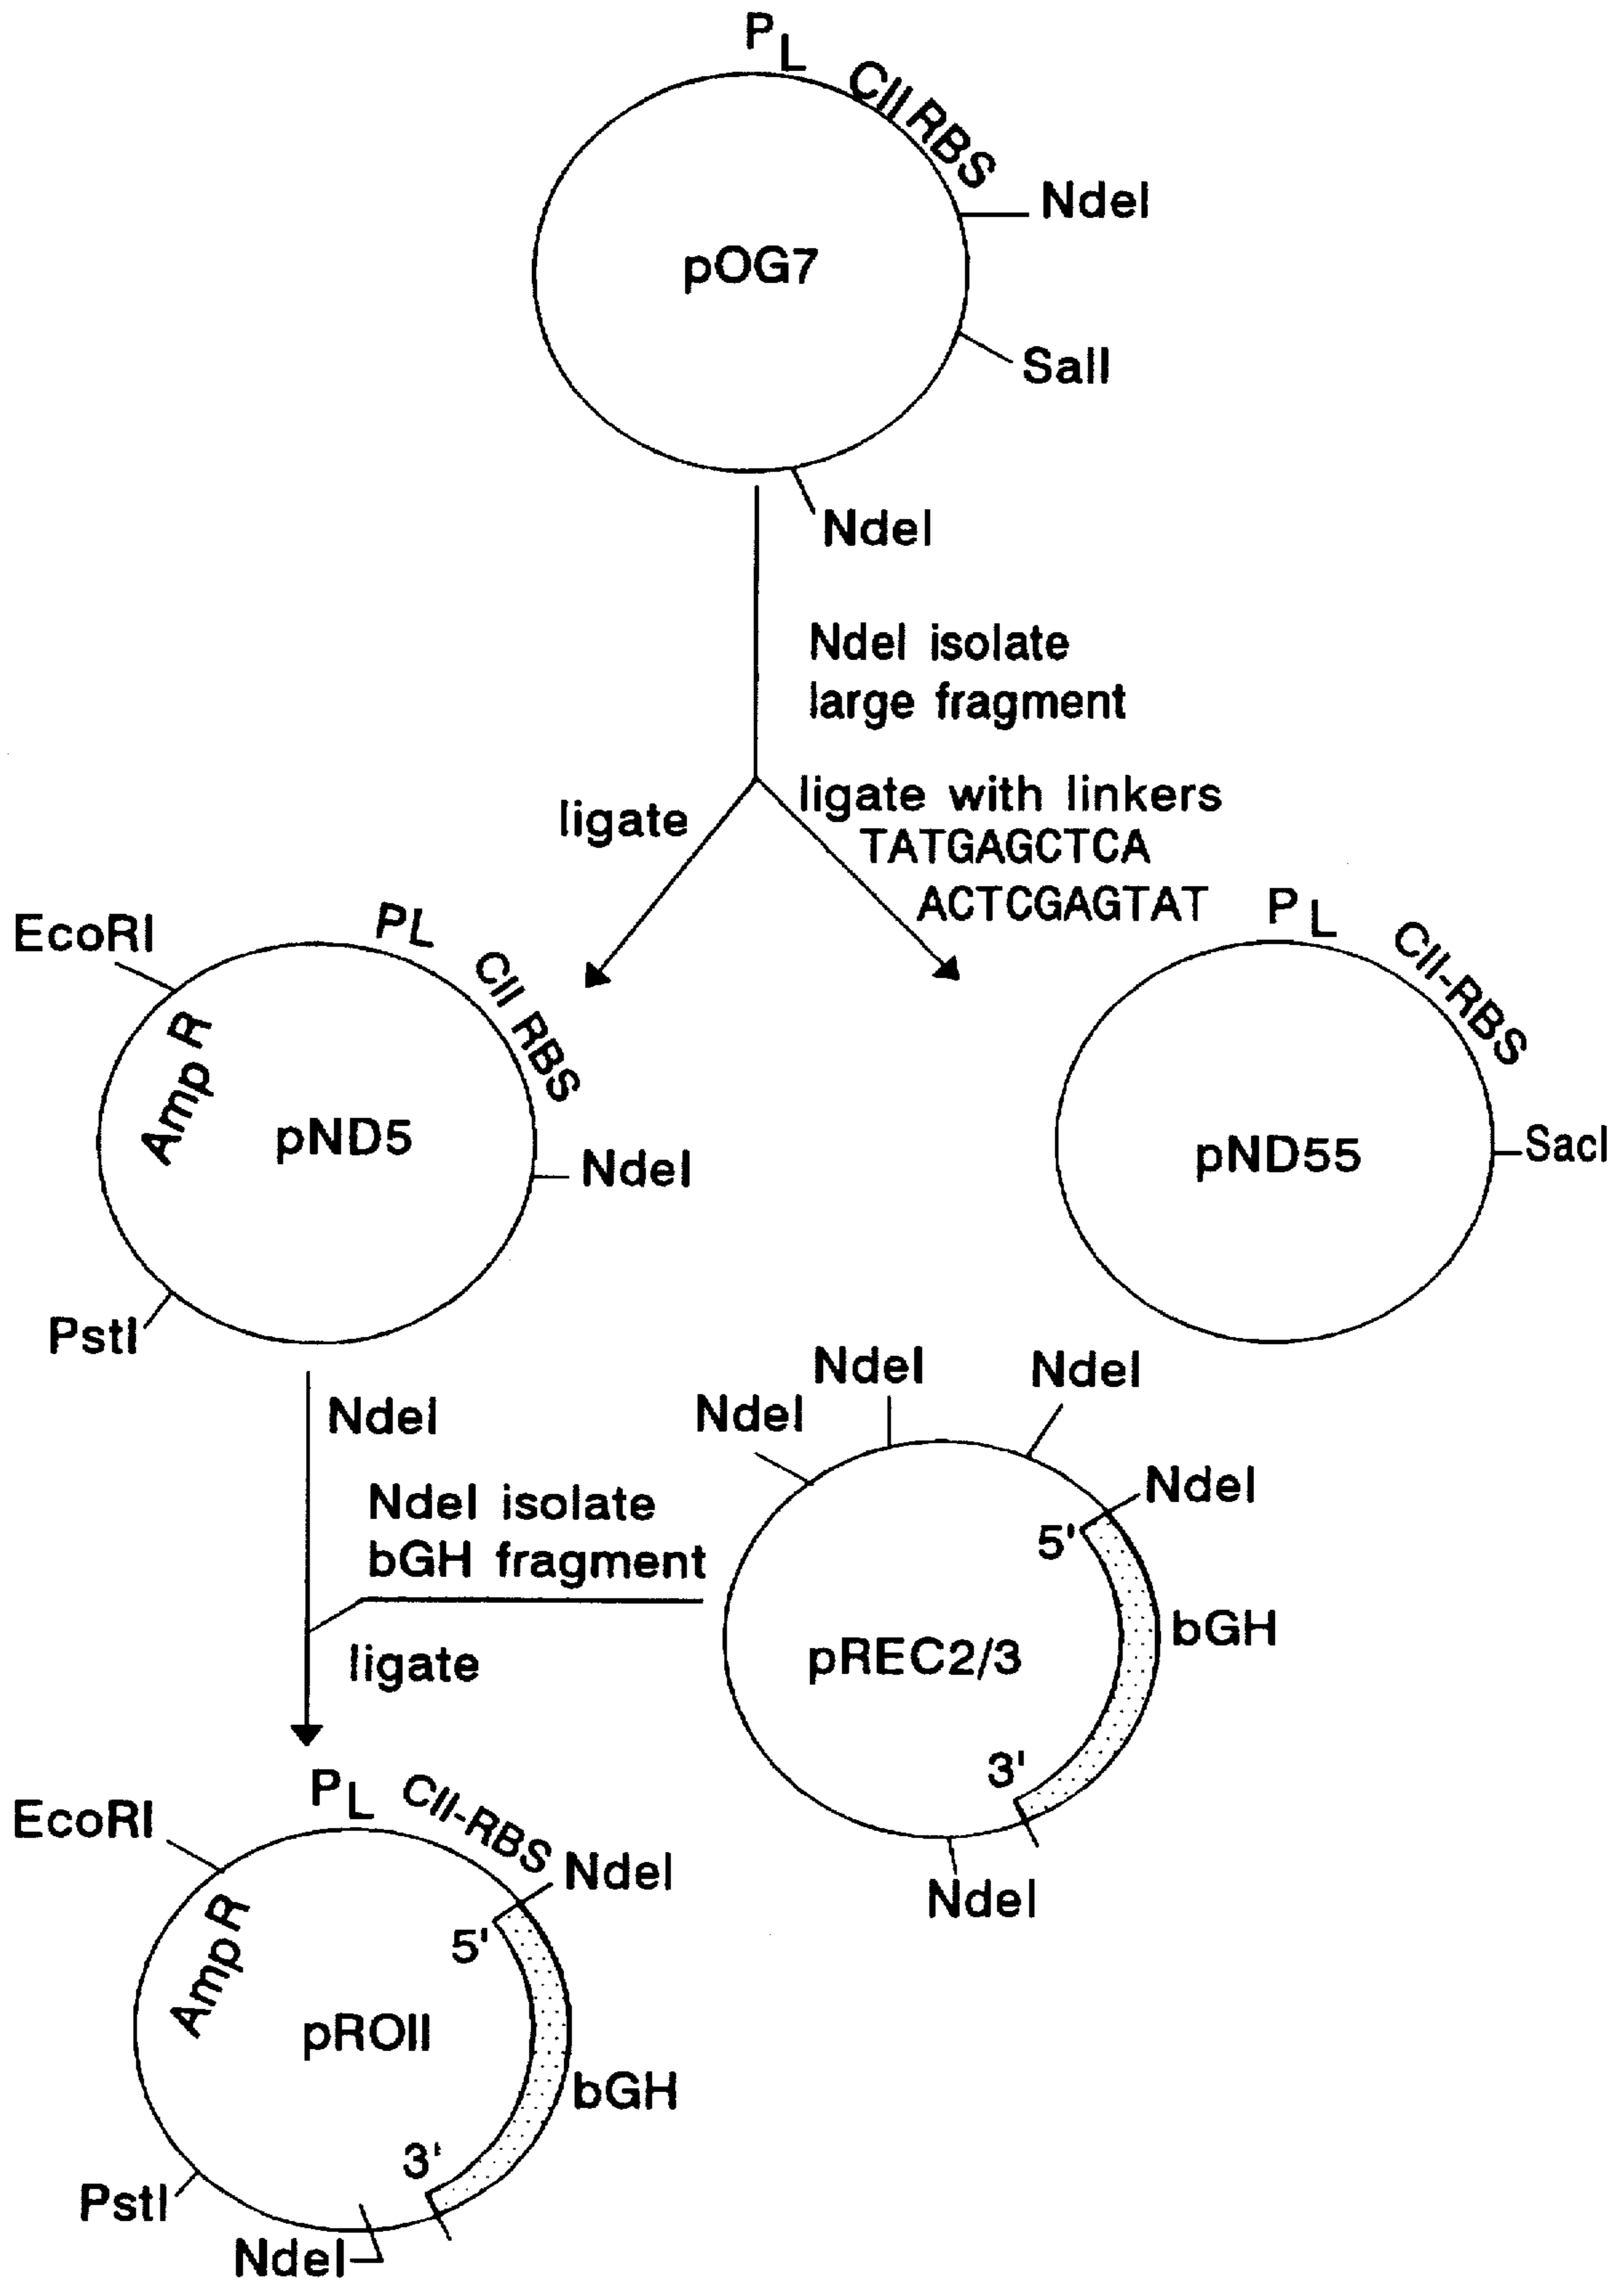 PL
CII RBS
NdeI
pOG7
SalI
NdeI
NdeI isolate
large fragment
ligate
ligate with linkers
TATGAGCTCA
ACTCGAGTAT
EcoRI
PL
CII RBS
AmpR
pND5
NdeI
PstI
PL
CII-RBS
pND55
SacI
NdeI
NdeI isolate
bGH fragment
ligate
NdeI
NdeI
NdeI
NdeI
5'
bGH
pREC2/3
3'
NdeI
EcoRI
PL
CII-RBS
NdeI
5'
AmpR
pROII
bGH
3'
PstI
NdeI